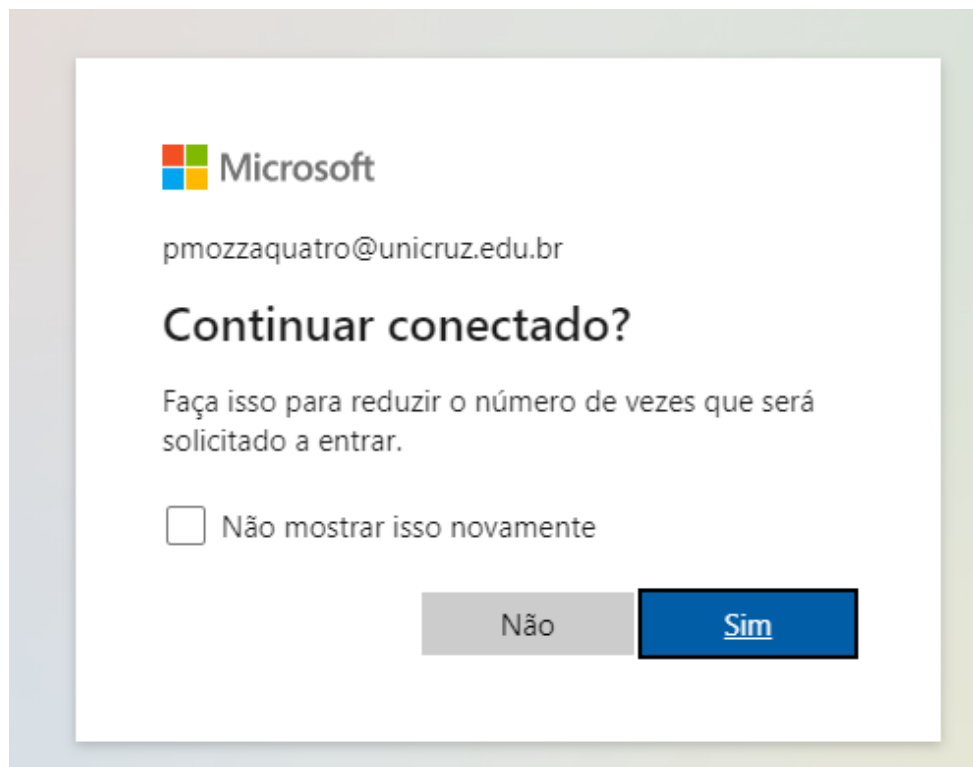 Microsoft
pmozzaquatro@unicruz.edu.br
Continuar conectado?
Faça isso para reduzir o número de vezes que será
solicitado a entrar.
Não mostrar isso novamente
Não
Sim